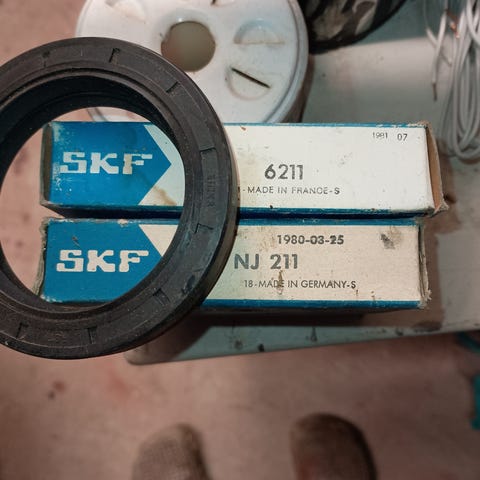 SKF
6211
1981 07
-MADE IN FRANCE-S
SKF
1980-03-25
NJ 211
18-MADE IN GERMANY-S